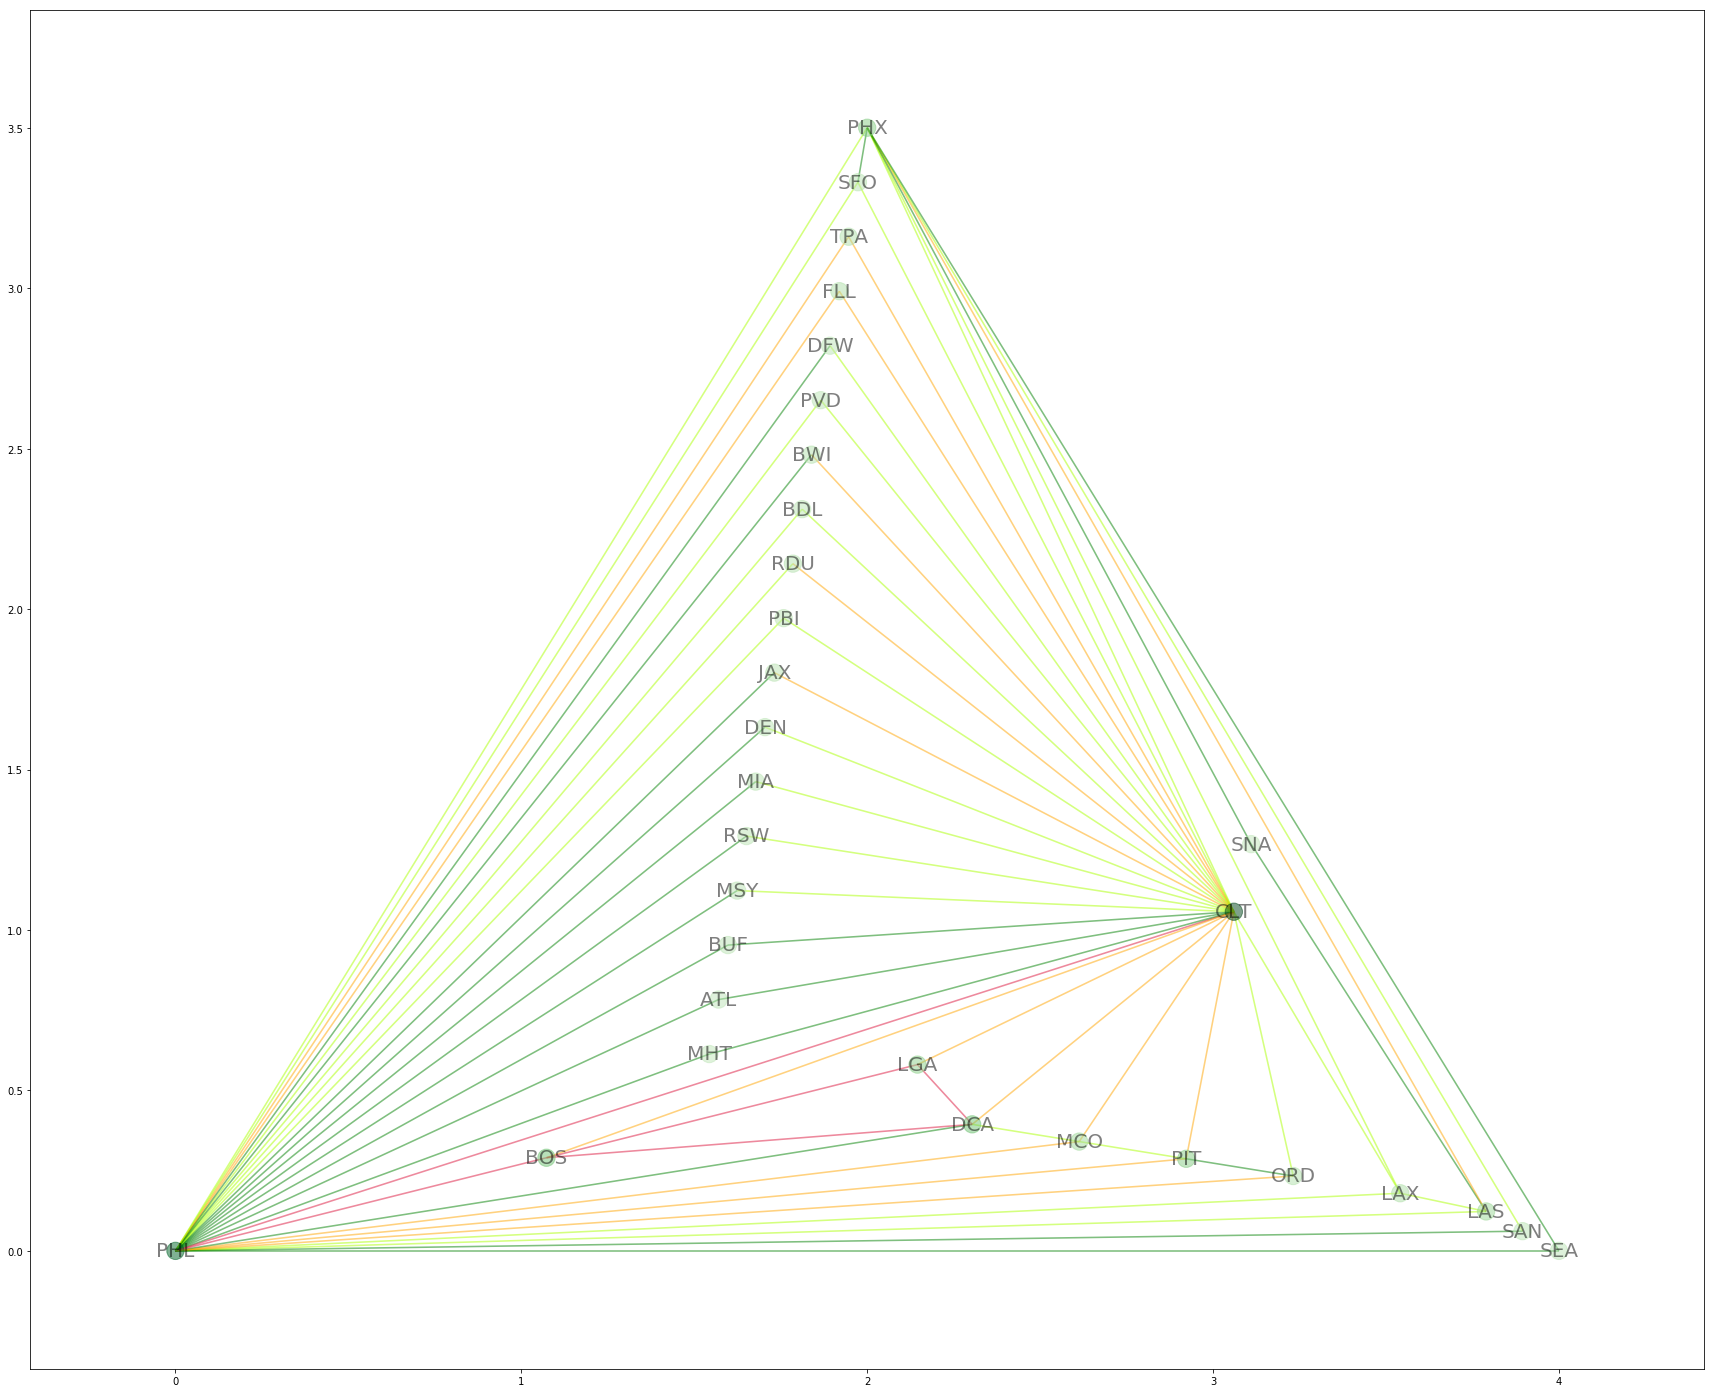 PHX
3.5
SFO
TPA
3.0
FLL
DFW
PVD
2.5
BWI
BDL
RDU
2.0
PBI
JAX
DEN
1.5
MIA
RSW
SNA
MSY
CLT
1.0
BUF
ATL
MHT
LGA
0.5
DCA
MCO
BOS
PIT
ORD
LAX
LAS
SAN
0.0
PHL
SEA
0 1 2 3 4